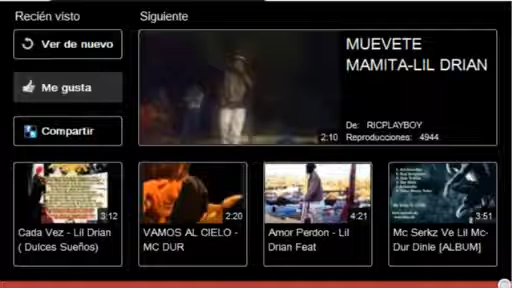 Recién visto
Siguiente
Ver de nuevo
Me gusta
Compartir
MUEVETE
MAMITA-LIL DRIAN
De: RICPLAYBOY
Reproducciones: 4944
2:10
3:12
Cada Vez - Lil Drian
( Dulces Sueños)
2:20
VAMOS AL CIELO -
MC DUR
4:21
Amor Perdon - Lil
Drian Feat
3:51
Mc Serkz Ve Lil Mc-
Dur Dinle [ALBUM]